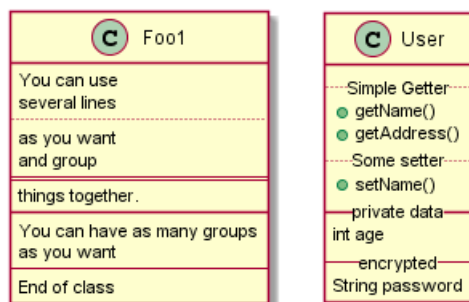 C Foo1
You can use
several lines
as you want
and group
things together.
You can have as many groups
as you want
End of class
C User
Simple Getter
getName()
getAddress()
Some setter
setName()
private data
int age
encrypted
String password